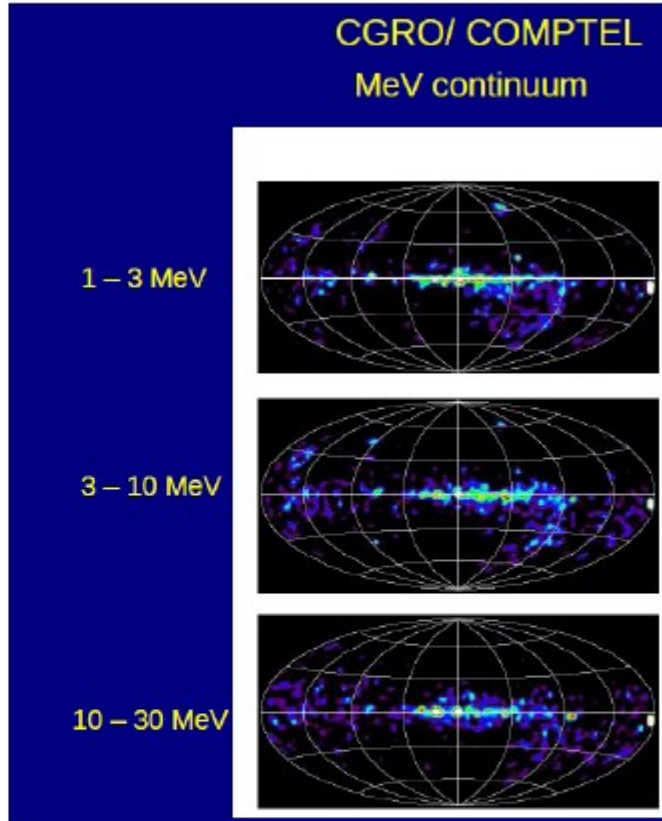 CGRO/ COMPTEL
MeV continuum
1 – 3 MeV
3 – 10 MeV
10 – 30 MeV